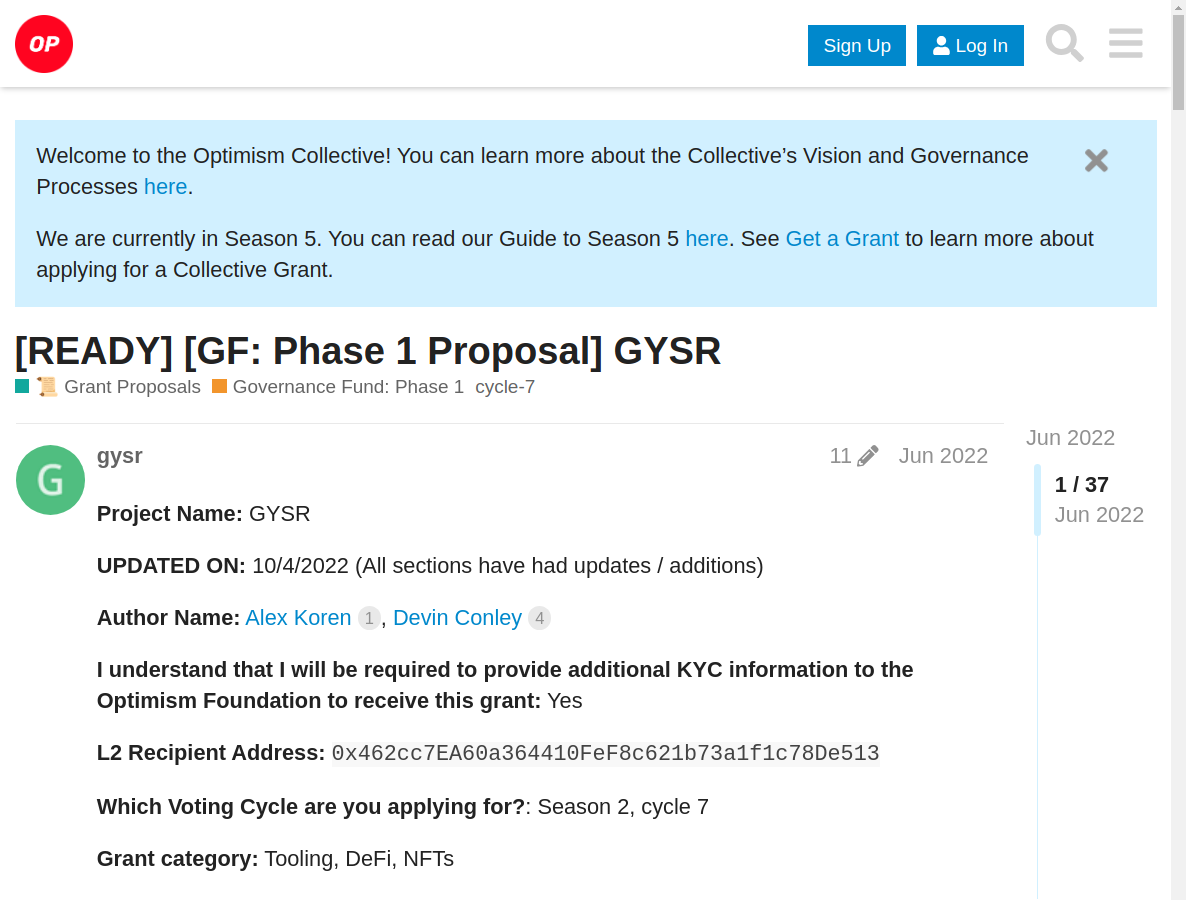 OP
Sign Up
Log In
Welcome to the Optimism Collective! You can learn more about the Collective’s Vision and Governance
Processes here.
We are currently in Season 5. You can read our Guide to Season 5 here. See Get a Grant to learn more about
applying for a Collective Grant.
[READY] [GF: Phase 1 Proposal] GYSR
Grant Proposals Governance Fund: Phase 1 cycle-7
G
gysr 11 Jun 2022
Jun 2022
1 / 37
Jun 2022
Project Name: GYSR
UPDATED ON: 10/4/2022 (All sections have had updates / additions)
Author Name: Alex Koren 1, Devin Conley 4
I understand that I will be required to provide additional KYC information to the
Optimism Foundation to receive this grant: Yes
L2 Recipient Address: 0x462cc7EA60a364410FeF8c621b73a1f1c78De513
Which Voting Cycle are you applying for?: Season 2, cycle 7
Grant category: Tooling, DeFi, NFTs